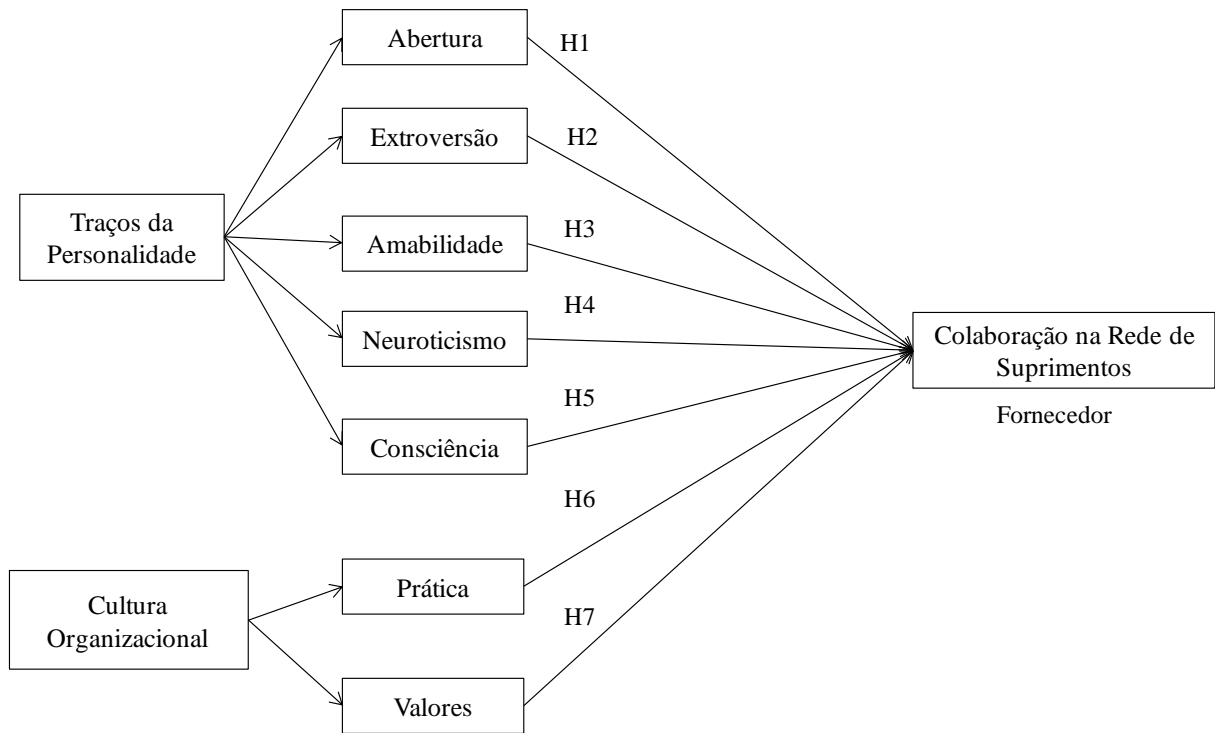 Abertura
H1
Extroversão
H2
Traços da
Personalidade
Amabilidade
H3
Neuroticismo
H4
Colaboração na Rede de
Suprimentos
Fornecedor
Consciência
H5
Prática
H6
Cultura
Organizacional
Valores
H7